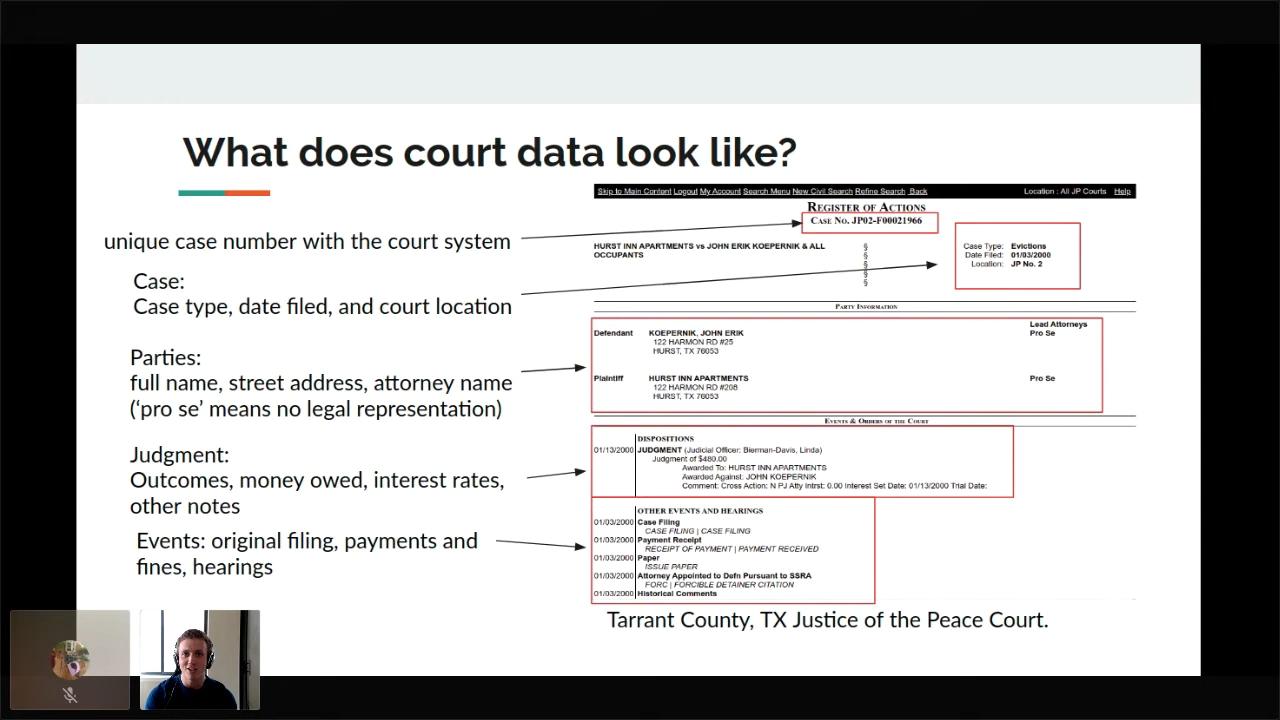 What does court data look like?
Skip to Main Content Logout My Account Search Menu New Civil Search Refine Search Back
Location : All JP Courts Help
REGISTER OF ACTIONS
CASE NO. JP02-F00021966
unique case number with the court system
HURST INN APARTMENTS vs JOHN ERIK KOEPERNIK & ALL
OCCUPANTS
§
§
§
§
§
Case Type: Evictions
Date Filed: 01/03/2000
Location: JP No. 2
Case:
Case type, date filed, and court location
PARTY INFORMATION
Lead Attorneys
Defendant KOEPERNIK, JOHN ERIK Pro Se
122 HARMON RD #25
HURST, TX 76053
Plaintiff HURST INN APARTMENTS Pro Se
122 HARMON RD #208
HURST, TX 76053
Parties:
full name, street address, attorney name
(‘pro se’ means no legal representation)
EVENTS & ORDERS OF THE COURT
DISPOSITIONS
01/13/2000 JUDGMENT (Judicial Officer: Bierman-Davis, Linda)
Judgment of $480.00
Awarded To: HURST INN APARTMENTS
Awarded Against: JOHN KOEPERNIK
Comment: Cross Action: N PJ Atty Intrst: 0.00 Interest Set Date: 01/13/2000 Trial Date:
Judgment:
Outcomes, money owed, interest rates,
other notes
OTHER EVENTS AND HEARINGS
01/03/2000 Case Filing
CASE FILING | CASE FILING
01/03/2000 Payment Receipt
RECEIPT OF PAYMENT | PAYMENT RECEIVED
01/03/2000 Paper
ISSUE PAPER
01/03/2000 Attorney Appointed to Defn Pursuant to SSRA
FORC | FORCIBLE DETAINER CITATION
01/03/2000 Historical Comments
Events: original filing, payments and
fines, hearings
Tarrant County, TX Justice of the Peace Court.